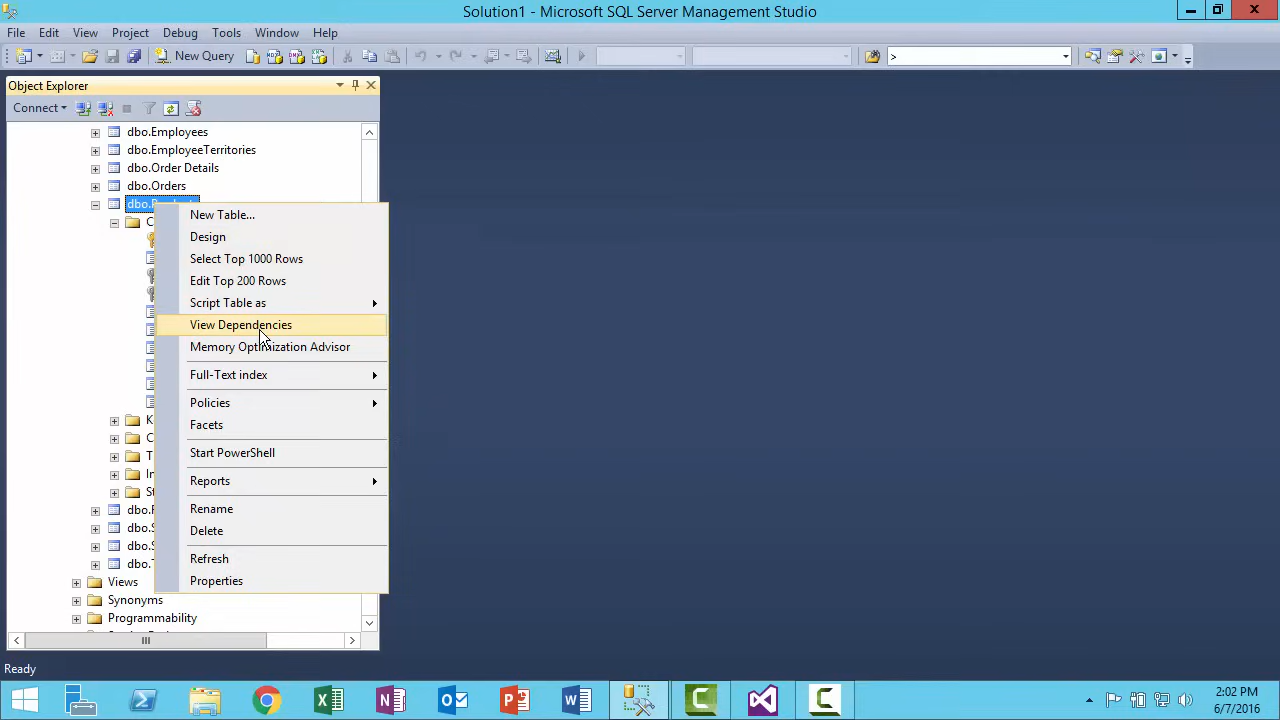 Solution1 - Microsoft SQL Server Management Studio
File Edit View Project Debug Tools Window Help
New Query
>
Object Explorer
Connect
dbo.Employees
dbo.EmployeeTerritories
dbo.Order Details
dbo.Orders
New Table...
Design
Select Top 1000 Rows
Edit Top 200 Rows
Script Table as
View Dependencies
Memory Optimization Advisor
Full-Text index
Policies
Facets
Start PowerShell
Reports
Rename
Delete
Refresh
Properties
Views
Synonyms
Programmability
Ready
2:02 PM
6/7/2016